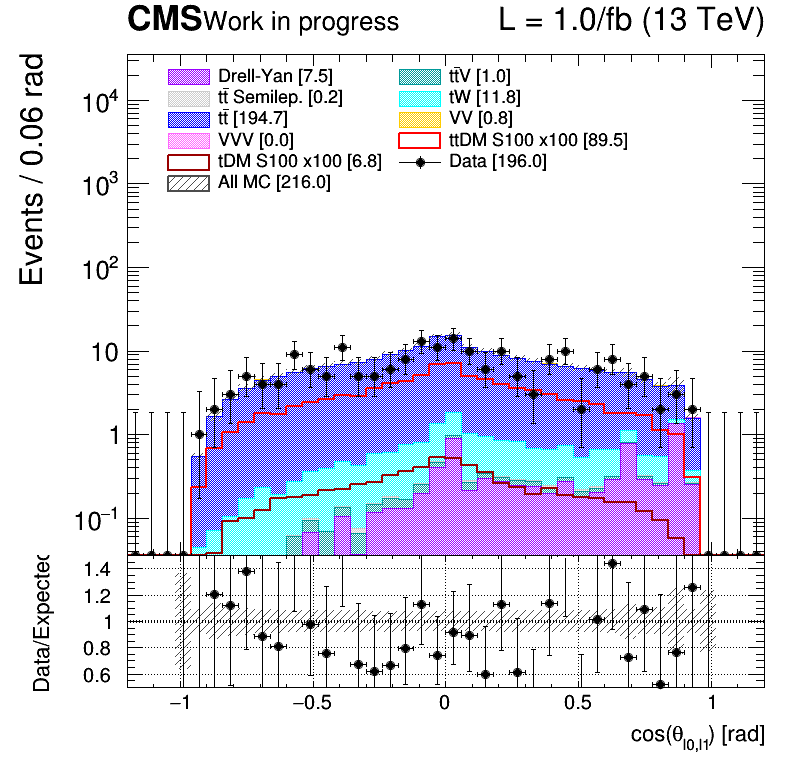 CMS Work in progress L = 1.0/fb (13 TeV)
Events / 0.06 rad
Drell-Yan [7.5]
tt̄V [1.0]
tt̄ Semilep. [0.2]
tW [11.8]
tt̄ [194.7]
VV [0.8]
VVV [0.0]
ttDM S100 x100 [89.5]
tDM S100 x100 [6.8]
Data [196.0]
All MC [216.0]
10⁴
10³
10²
10
1
10⁻¹
Data/Expected
1.4
1.2
1
0.8
0.6
−1 −0.5 0 0.5 1
cos(θ_l0,l1) [rad]